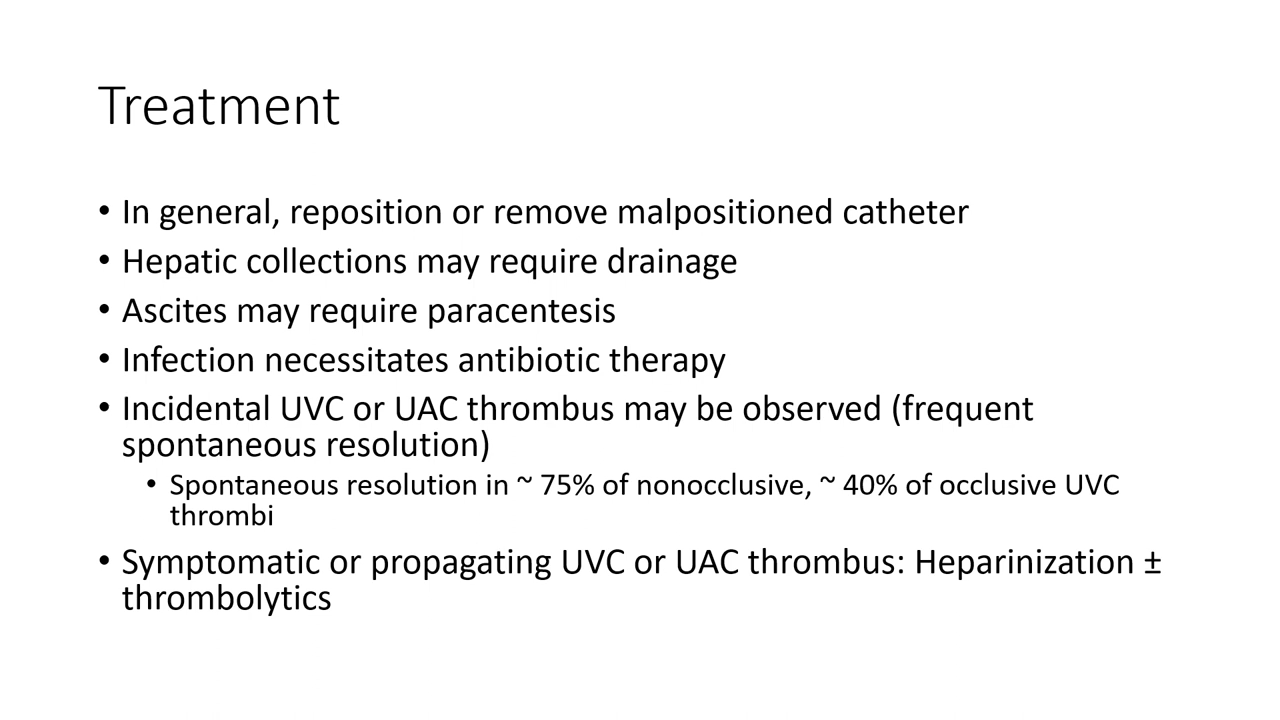 Treatment
• In general, reposition or remove malpositioned catheter
• Hepatic collections may require drainage
• Ascites may require paracentesis
• Infection necessitates antibiotic therapy
• Incidental UVC or UAC thrombus may be observed (frequent
spontaneous resolution)
• Spontaneous resolution in ~ 75% of nonocclusive, ~ 40% of occlusive UVC
thrombi
• Symptomatic or propagating UVC or UAC thrombus: Heparinization ±
thrombolytics